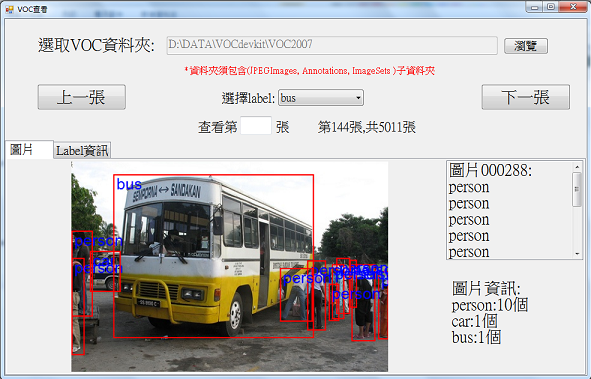 VOC查看
選取VOC資料夾: D:\DATA\VOCdevkit\VOC2007 瀏覽
*資料夾須包含(JPEGImages, Annotations, ImageSets )子資料夾
上一張 選擇label: bus 下一張
查看第 張 第144張,共5011張
圖片 Label資訊
bus
SEMPORNA ↔ SANDAKAN
person
person
person
person
圖片000288:
person
person
person
person
person
圖片資訊:
person:10個
car:1個
bus:1個